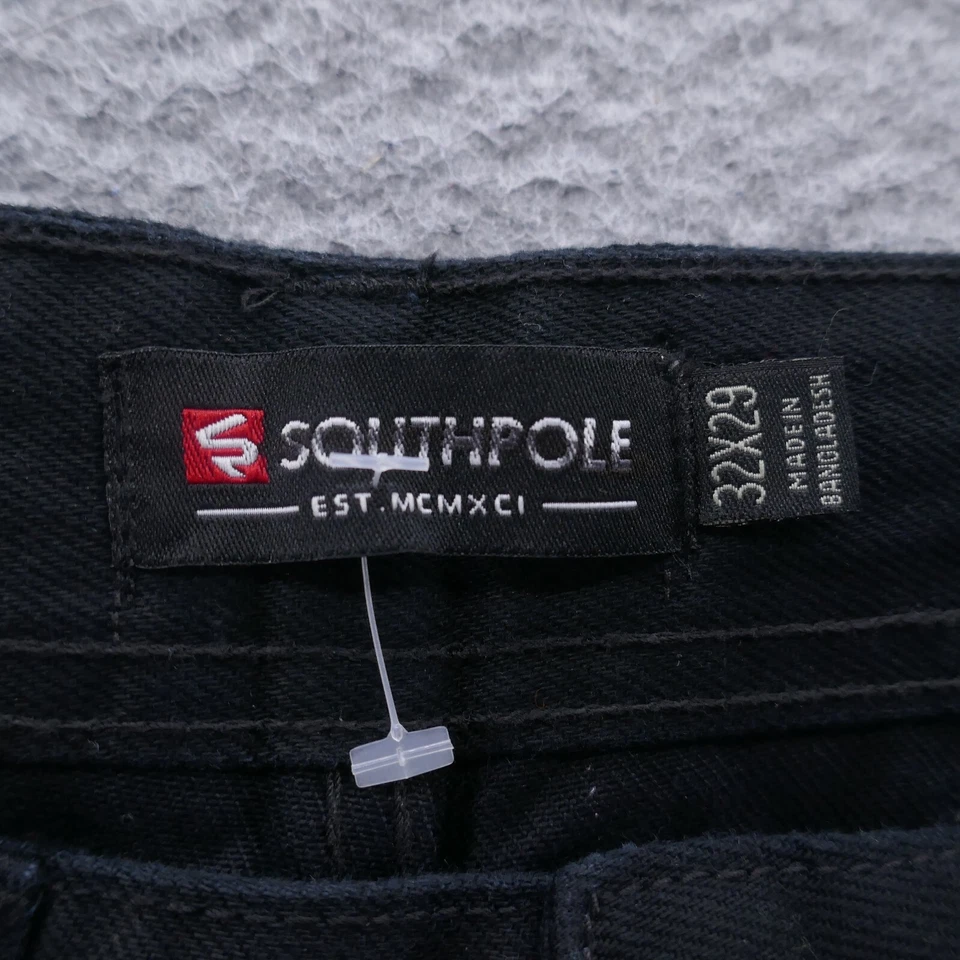 SOUTHPOLE
EST.MCMXCI
32X29
MADE IN
BANGLADESH